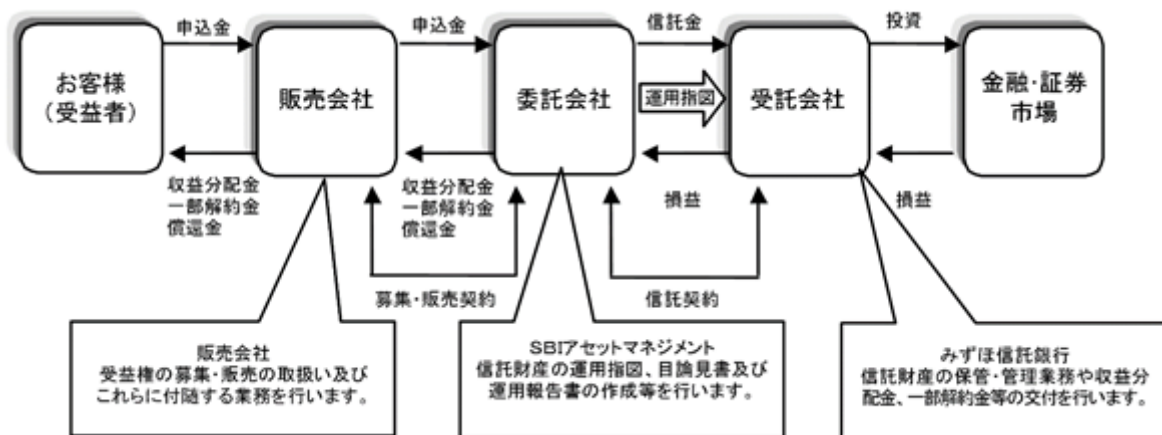 申込金
申込金
信託金
投資
お客様
(受益者)
販売会社
委託会社
運用指図
受託会社
金融・証券
市場
収益分配金
一部解約金
償還金
収益分配金
一部解約金
償還金
損益
損益
募集・販売契約
信託契約
販売会社
受益権の募集・販売の取扱い及び
これらに付随する業務を行います。
SBIアセットマネジメント
信託財産の運用指図、目論見書及び
運用報告書の作成等を行います。
みずほ信託銀行
信託財産の保管・管理業務や収益分
配金、一部解約金等の交付を行います。